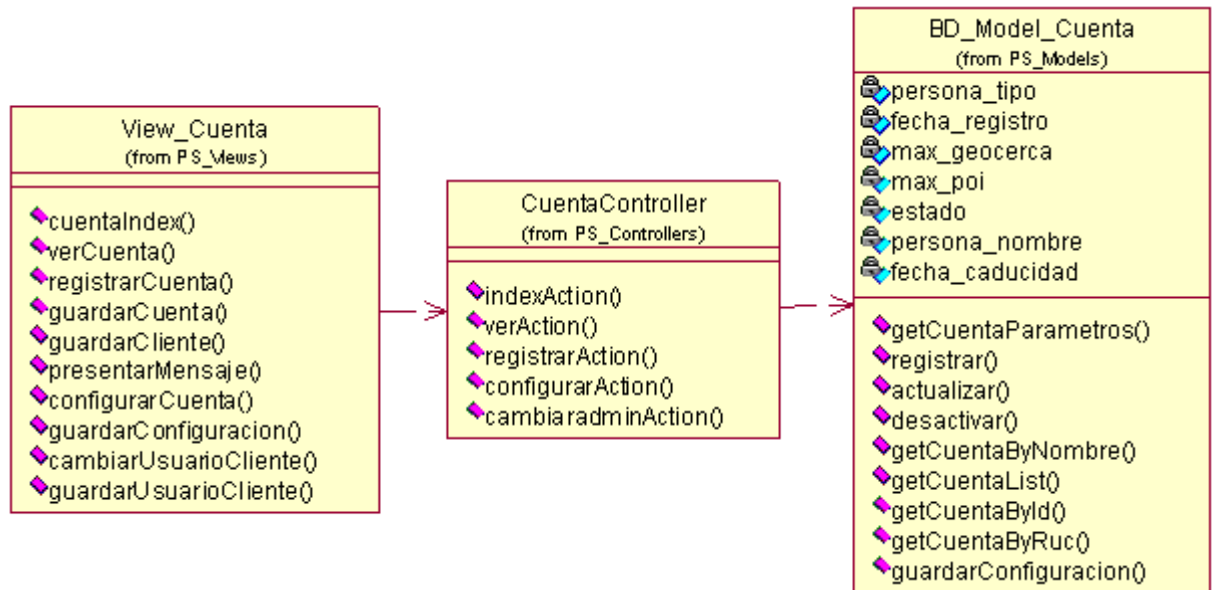 View_Cuenta
(from PS_Views)
cuentaIndex()
verCuenta()
registrarCuenta()
guardarCuenta()
guardarCliente()
presentarMensaje()
configurarCuenta()
guardarConfiguracion()
cambiarUsuarioCliente()
guardarUsuarioCliente()
CuentaController
(from PS_Controllers)
indexAction()
verAction()
registrarAction()
configurarAction()
cambiaradminAction()
BD_Model_Cuenta
(from PS_Models)
persona_tipo
fecha_registro
max_geocerca
max_poi
estado
persona_nombre
fecha_caducidad
getCuentaParametros()
registrar()
actualizar()
desactivar()
getCuentaByNombre()
getCuentaList()
getCuentaById()
getCuentaByRuc()
guardarConfiguracion()